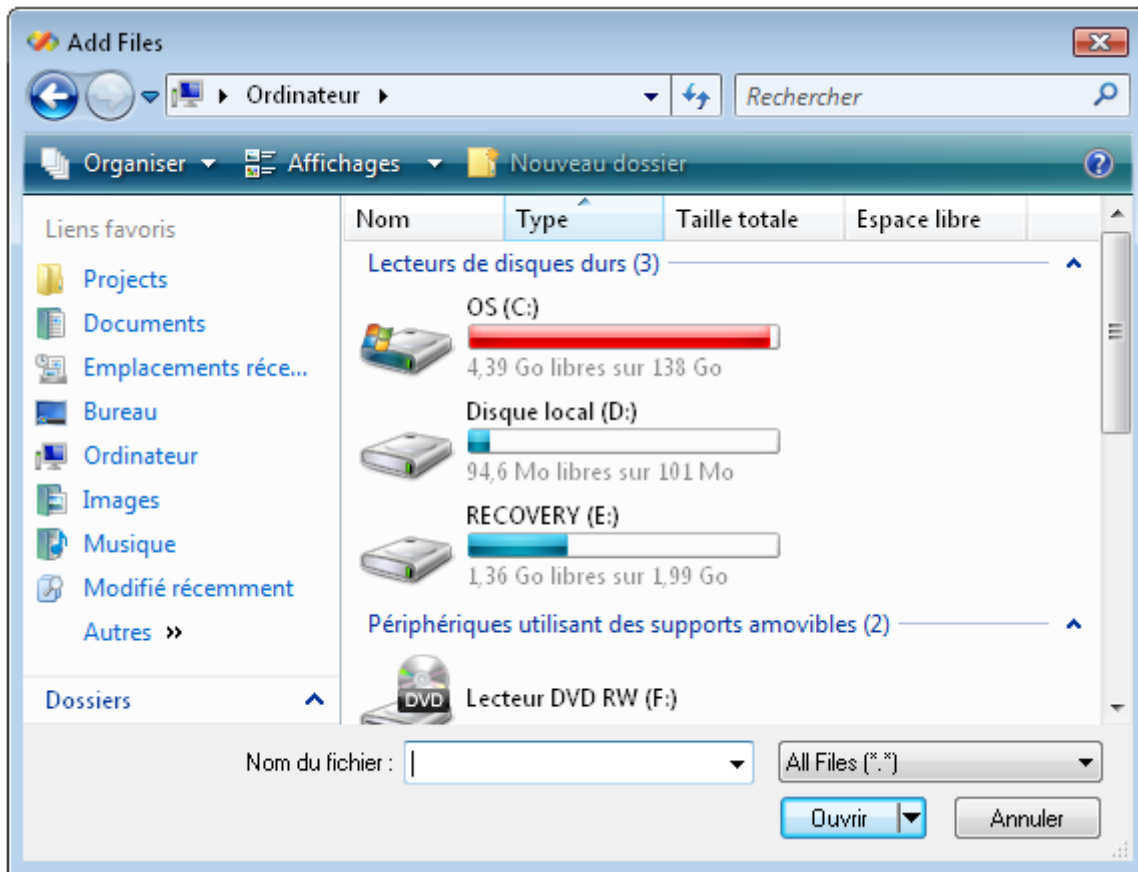 Add Files
Ordinateur
Rechercher
Organiser Affichages Nouveau dossier
Liens favoris
Projects
Documents
Emplacements réce...
Bureau
Ordinateur
Images
Musique
Modifié récemment
Autres »
Dossiers
Nom Type Taille totale Espace libre
Lecteurs de disques durs (3)
OS (C:)
4,39 Go libres sur 138 Go
Disque local (D:)
94,6 Mo libres sur 101 Mo
RECOVERY (E:)
1,36 Go libres sur 1,99 Go
Périphériques utilisant des supports amovibles (2)
DVD
Lecteur DVD RW (F:)
Nom du fichier :
All Files (*.*)
Ouvrir Annuler